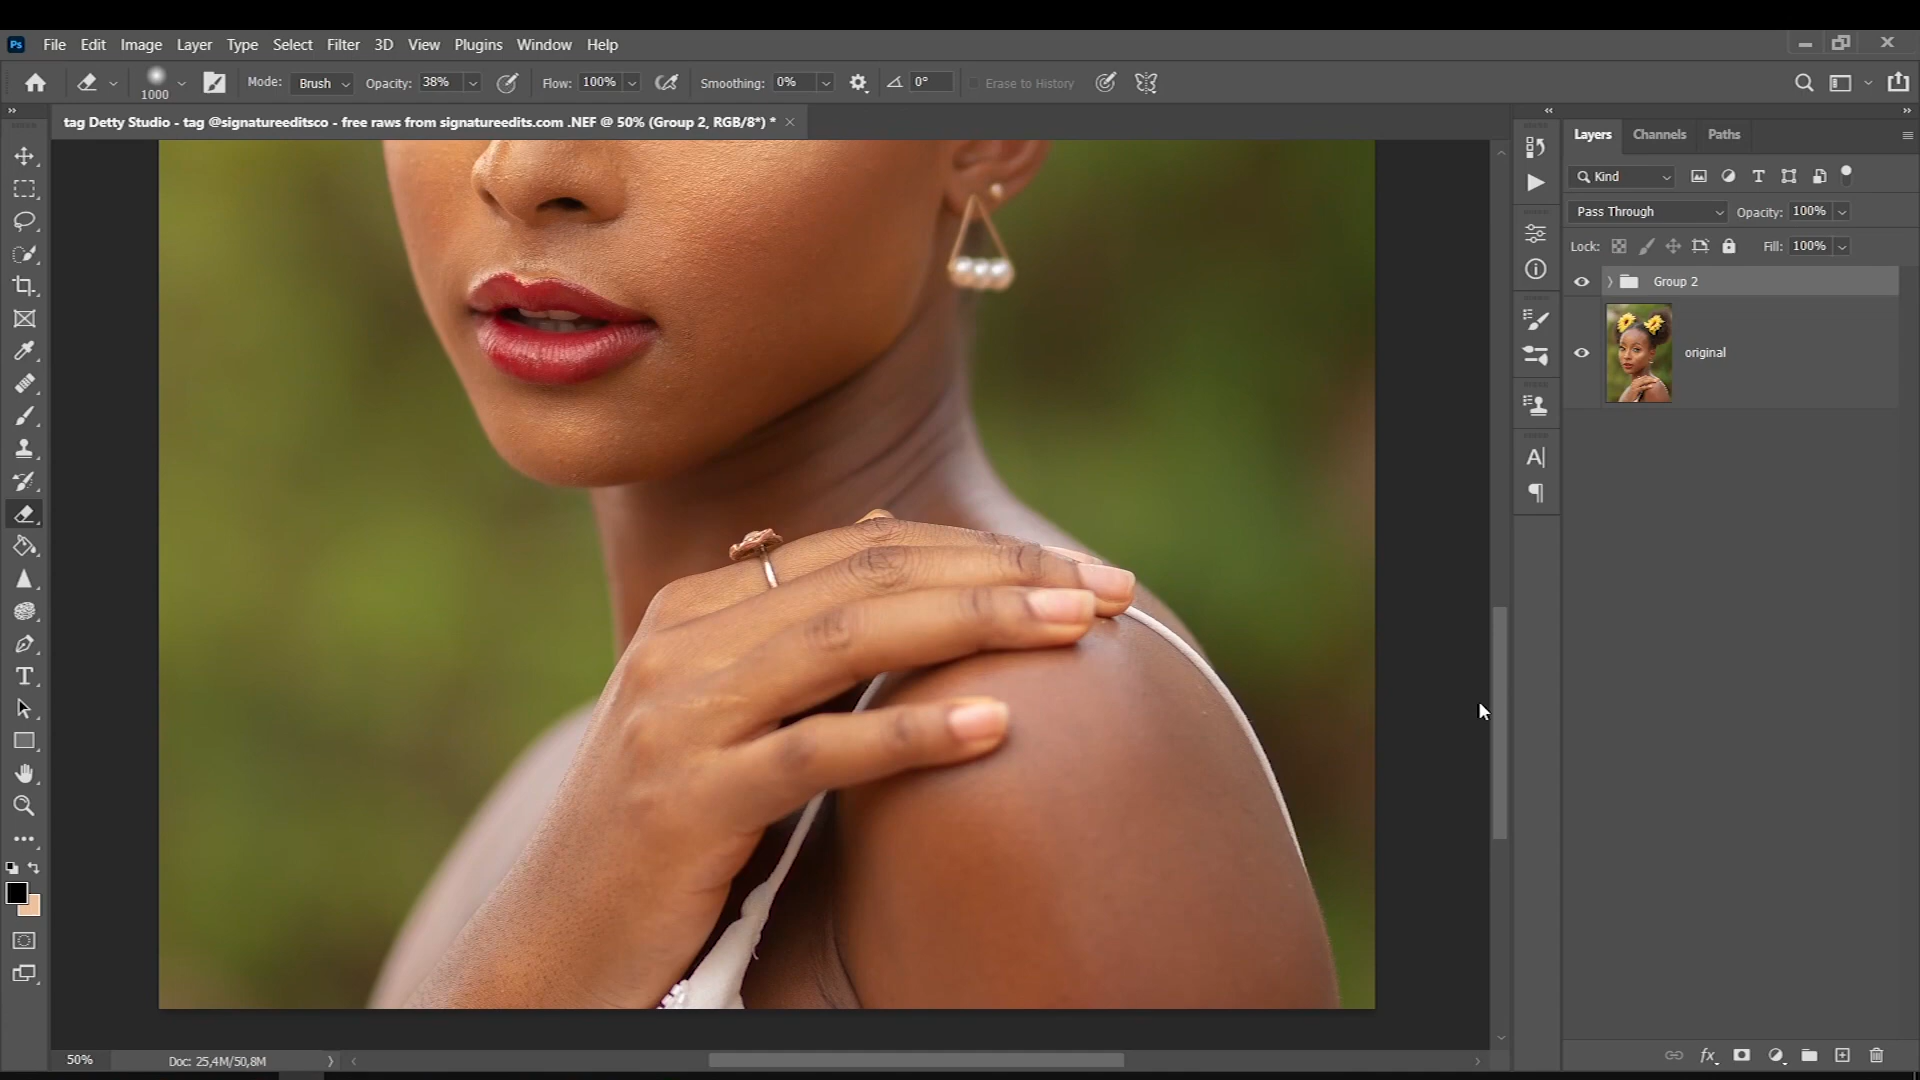 Ps File Edit Image Layer Type Select Filter 3D View Plugins Window Help
1000 Mode: Brush Opacity: 38% Flow: 100% Smoothing: 0% 0° Erase to History
tag Detty Studio - tag @signatureeditsco - free raws from signatureedits.com .NEF @ 50% (Group 2, RGB/8*) *
Layers Channels Paths
Kind
Pass Through Opacity: 100%
Lock: Fill: 100%
Group 2
original
50% Doc: 25,4M/50,8M